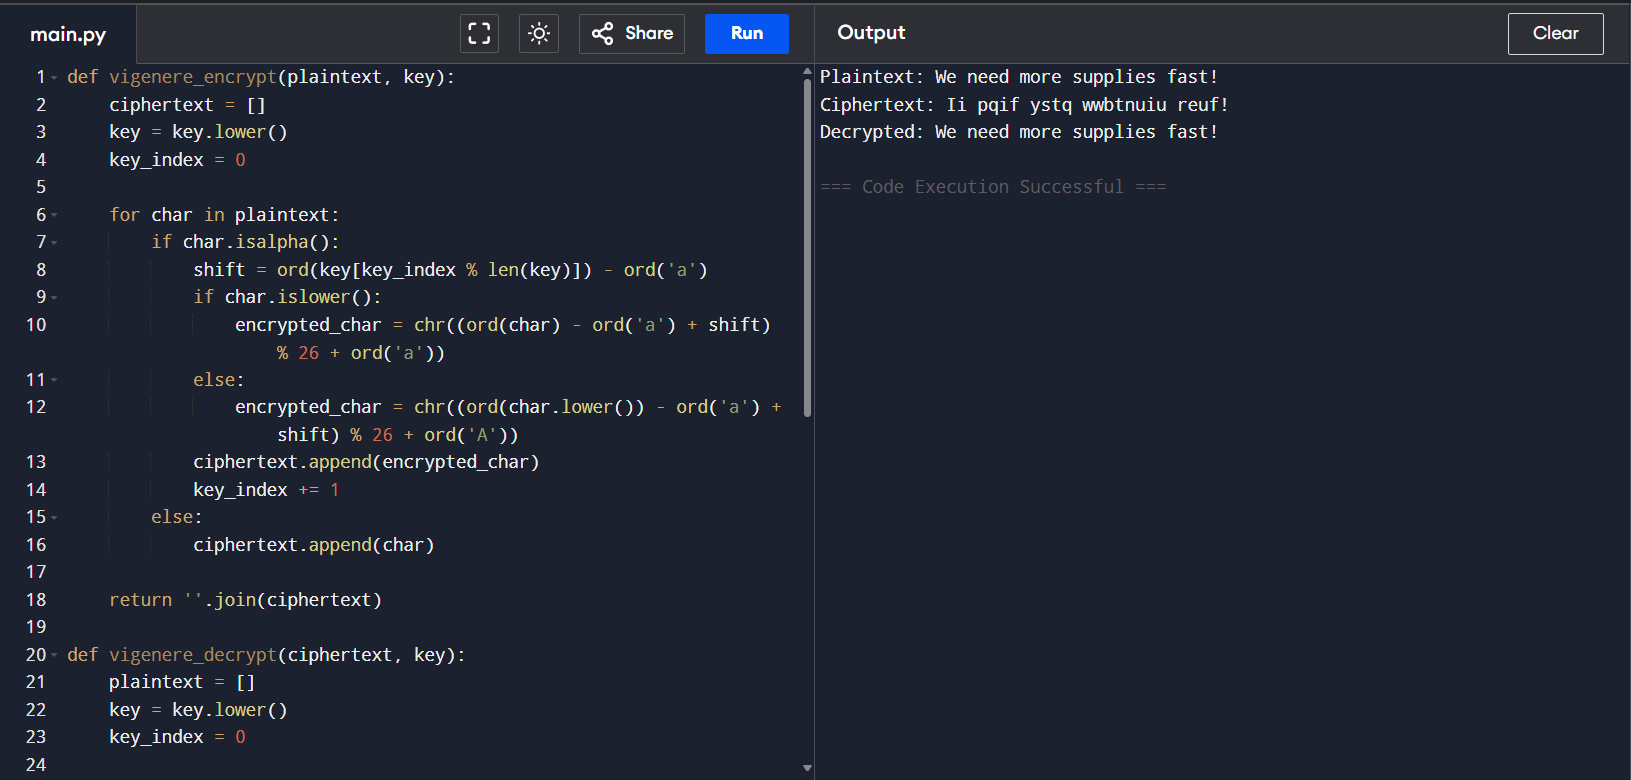 main.py Share Run Output Clear
1 def vigenere_encrypt(plaintext, key):
2     ciphertext = []
3     key = key.lower()
4     key_index = 0
5
6     for char in plaintext:
7         if char.isalpha():
8             shift = ord(key[key_index % len(key)]) - ord('a')
9             if char.islower():
10                 encrypted_char = chr((ord(char) - ord('a') + shift)
% 26 + ord('a'))
11             else:
12                 encrypted_char = chr((ord(char.lower()) - ord('a') +
shift) % 26 + ord('A'))
13             ciphertext.append(encrypted_char)
14             key_index += 1
15         else:
16             ciphertext.append(char)
17
18     return ''.join(ciphertext)
19
20 def vigenere_decrypt(ciphertext, key):
21     plaintext = []
22     key = key.lower()
23     key_index = 0
24
Plaintext: We need more supplies fast!
Ciphertext: Ii pqif ystq wwbtnuiu reuf!
Decrypted: We need more supplies fast!
=== Code Execution Successful ===